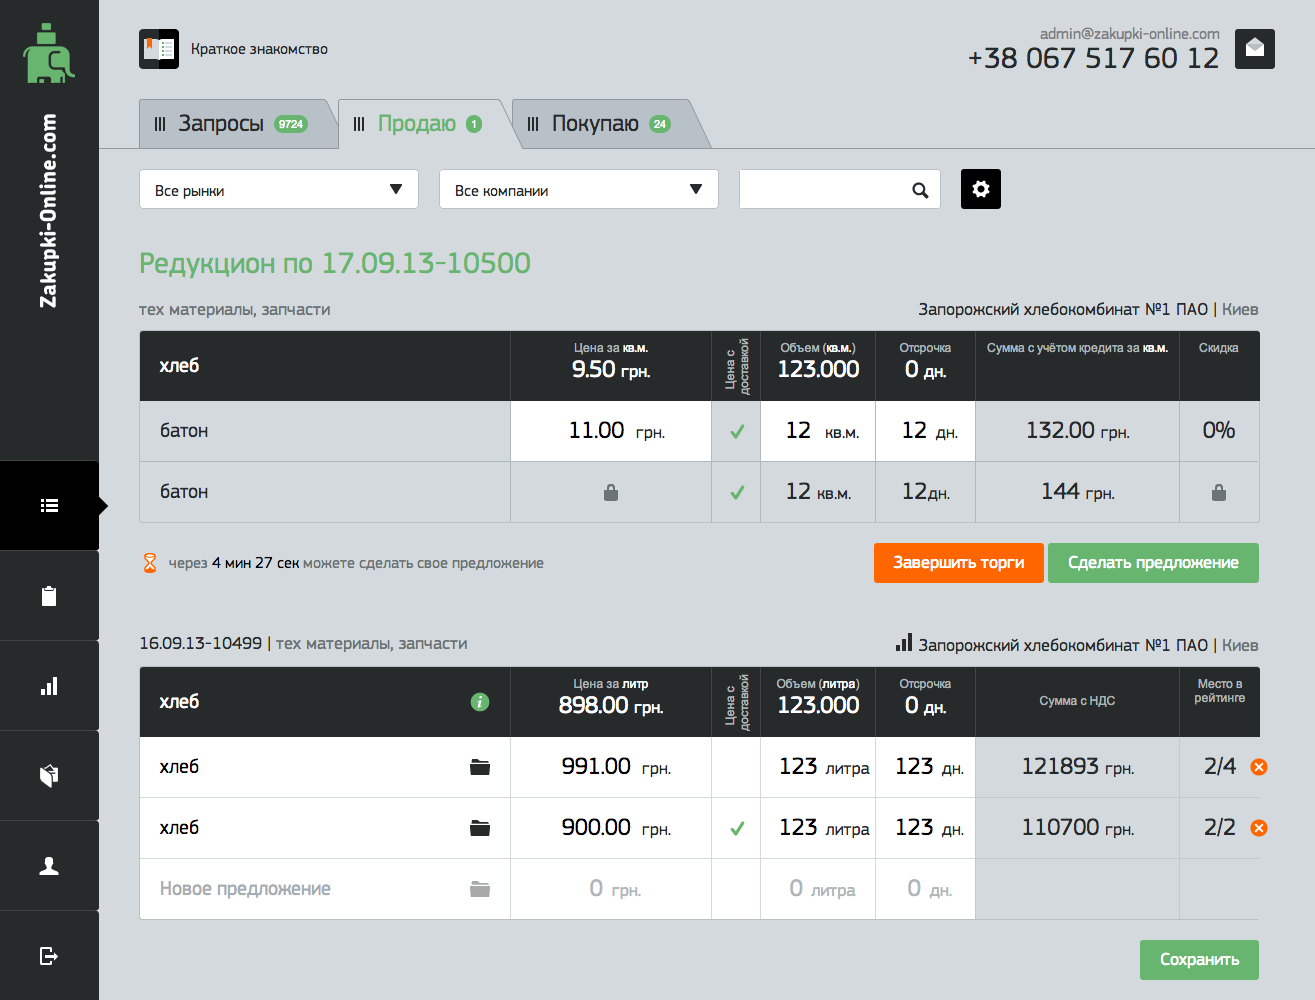 Zakupki-Online.com
Краткое знакомство
admin@zakupki-online.com
+38 067 517 60 12
Запросы 9724
Продаю 1
Покупаю 24
Все рынки
Все компании
Редукцион по 17.09.13-10500
тех материалы, запчасти
Запорожский хлебокомбинат №1 ПАО | Киев
хлеб
Цена за кв.м.
9.50 грн.
Цена с
доставкой
Объем (кв.м.)
123.000
Отсрочка
0 дн.
Сумма с учётом кредита за кв.м.
Скидка
батон 11.00 грн. 12 кв.м. 12 дн. 132.00 грн. 0%
батон 12 кв.м. 12дн. 144 грн.
через 4 мин 27 сек можете сделать свое предложение
Завершить торги
Сделать предложение
16.09.13-10499 | тех материалы, запчасти
Запорожский хлебокомбинат №1 ПАО | Киев
хлеб i
Цена за литр
898.00 грн.
Цена с
доставкой
Объем (литра)
123.000
Отсрочка
0 дн.
Сумма с НДС
Место в
рейтинге
хлеб 991.00 грн. 123 литра 123 дн. 121893 грн. 2/4
хлеб 900.00 грн. 123 литра 123 дн. 110700 грн. 2/2
Новое предложение 0 грн. 0 литра 0 дн.
Сохранить